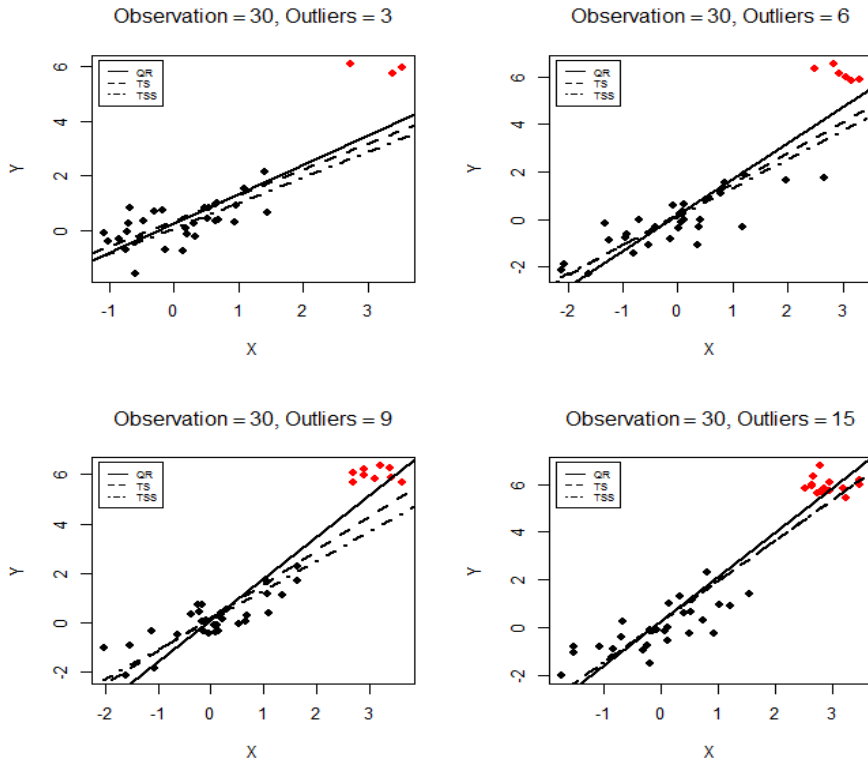 Observation = 30, Outliers = 3
QR
TS
TSS
6
4
2
0
Y
-1
0
1
2
3
X
Observation = 30, Outliers = 6
QR
TS
TSS
6
4
2
0
-2
Y
-2
-1
0
1
2
3
X
Observation = 30, Outliers = 9
QR
TS
TSS
6
4
2
0
-2
Y
-2
-1
0
1
2
3
X
Observation = 30, Outliers = 15
QR
TS
TSS
6
4
2
0
-2
Y
-1
0
1
2
3
X